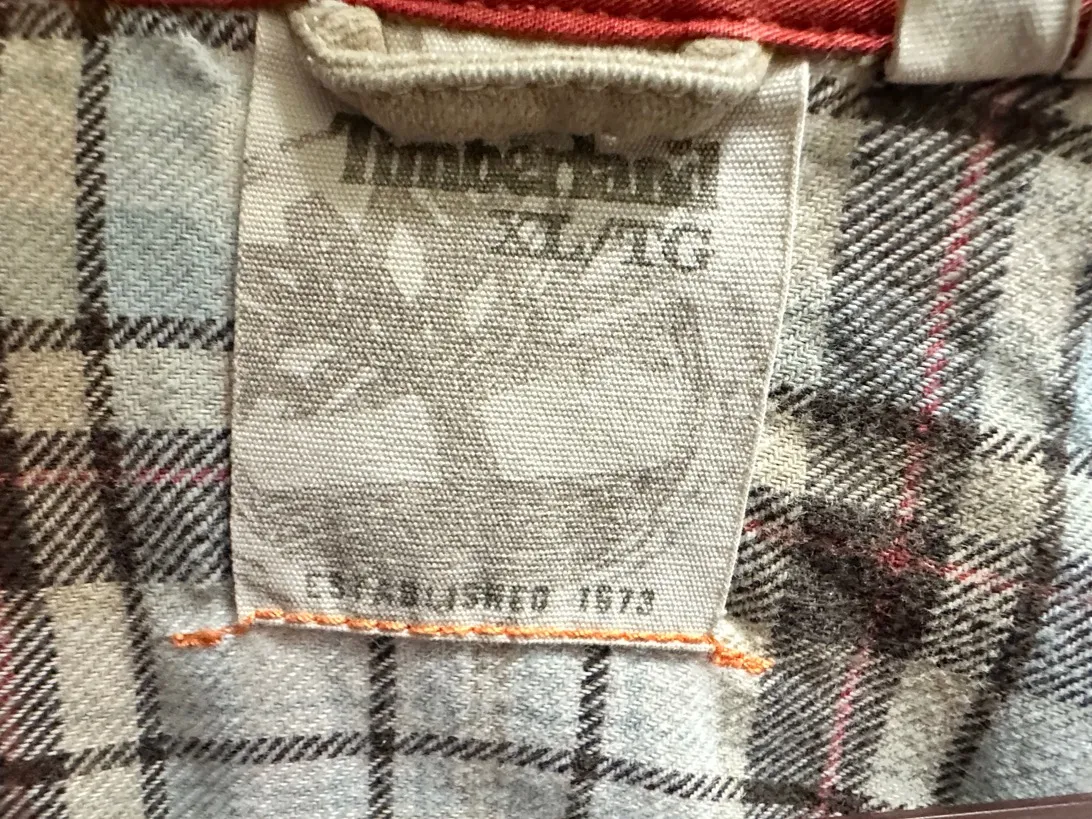 Timberland
XL/TG
ESTABLISHED 1973